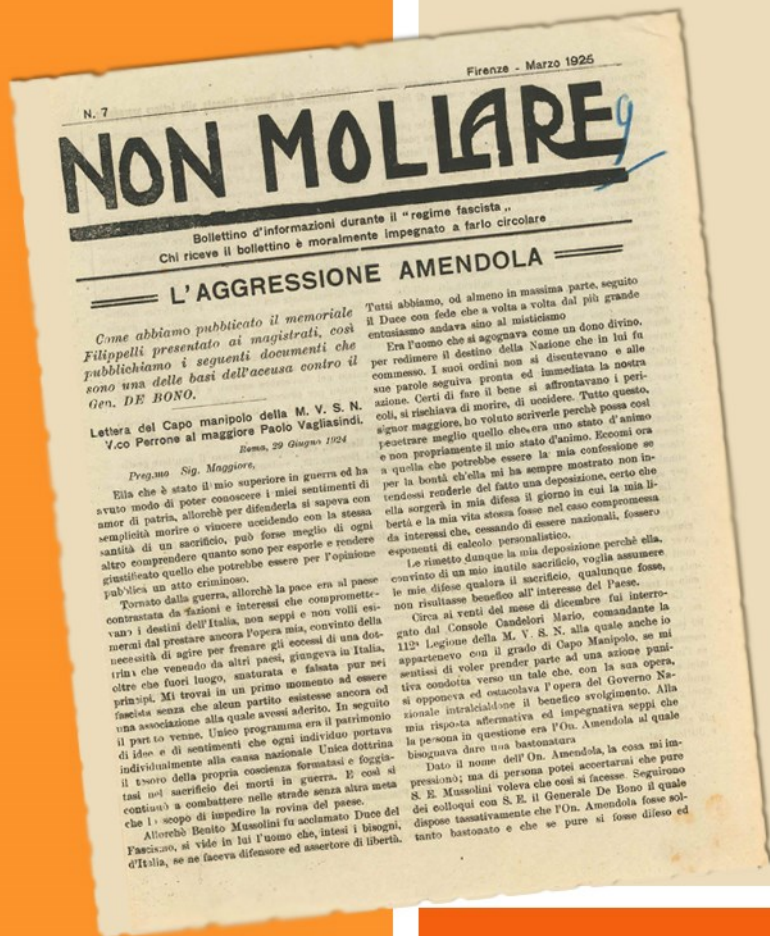 N. 7
Firenze - Marzo 1925
NON MOLLARE
9
Bollettino d'informazioni durante il "regime fascista „
Chi riceve il bollettino è moralmente impegnato a farlo circolare
L'AGGRESSIONE AMENDOLA
Come abbiamo pubblicato il memoriale
Filippelli presentato ai magistrati, così
pubblichiamo i seguenti documenti che
sono una delle basi dell'accusa contro il
Gen. DE BONO.
Lettera del Capo manipolo della M. V. S. N.
V.co Perrone al maggiore Paolo Vagliasindi.
Roma, 29 Giugno 1924
Preg.mo Sig. Maggiore,
Ella che è stato il mio superiore in guerra ed ha
avuto modo di poter conoscere i miei sentimenti di
amor di patria, allorchè per difenderla si sapeva con
semplicità morire o vincere uccidendo con la stessa
santità di un sacrificio, può forse meglio di ogni
altro comprendere quanto sono per esporle e rendere
giustificato quello che potrebbe essere per l'opinione
pubblica un atto criminoso.
Tornato dalla guerra, allorchè la pace era al paese
contrastata da fazioni e interessi che compromette-
vano i destini dell'Italia, non seppi e non volli esi-
mermi dal prestare ancora l'opera mia, convinto della
necessità di agire per frenare gli eccessi di una dot-
trina che venendo da altri paesi, giungeva in Italia,
oltre che fuori luogo, snaturata e falsata pur nei
principi. Mi trovai in un primo momento ad essere
fascista senza che alcun partito esistesse ancora od
una associazione alla quale avessi aderito. In seguito
il partito venne. Unico programma era il patrimonio
di idee e di sentimenti che ogni individuo portava
individualmente alla causa nazionale Unica dottrina
il tesoro della propria coscienza formatasi e foggia-
tasi nel sacrificio dei morti in guerra. E così si
continuò a combattere nelle strade senza altra meta
che lo scopo di impedire la rovina del paese.
Allorchè Benito Mussolini fu acclamato Duce del
Fascismo, si vide in lui l'uomo che, intesi i bisogni,
d'Italia, se ne faceva difensore ed assertore di libertà.
Tutti abbiamo, od almeno in massima parte, seguito
il Duce con fede che a volta a volta dal più grande
entusiasmo andava sino al misticismo
Era l'uomo che si agognava come un dono divino,
per redimere il destino della Nazione che in lui fu
commesso. I suoi ordini non si discutevano e alle
sue parole seguiva pronta ed immediata la nostra
azione. Certi di fare il bene si affrontavano i peri-
coli, si rischiava di morire, di uccidere. Tutto questo,
signor maggiore, ho voluto scriverle perchè possa così
penetrare meglio quello che era uno stato d'animo
e non propriamente il mio stato d'animo. Eccomi ora
a quella che potrebbe essere la mia confessione se
per la bontà ch'ella mi ha sempre mostrato non in-
tendessi renderle del fatto una deposizione, certo che
ella sorgerà in mia difesa il giorno in cui la mia li-
bertà e la mia vita stessa fosse nel caso compromessa
da interessi che, cessando di essere nazionali, fossero
esponenti di calcolo personalistico.
Le rimetto dunque la mia deposizione perchè ella,
convinto di un mio inutile sacrificio, voglia assumere
le mie difese qualora il sacrificio, qualunque fosse,
non risultasse benefico all'interesse del Paese.
Circa ai venti del mese di dicembre fui interro-
gato dal Console Candelori Mario, comandante la
112ª Legione della M. V. S. N. alla quale anche io
appartenevo con il grado di Capo Manipolo, se mi
sentissi di voler prender parte ad una azione puni-
tiva condotta verso un tale che, con la sua opera,
si opponeva ed ostacolava l'opera del Governo Na-
zionale intralciandone il benefico svolgimento. Alla
mia risposta affermativa ed impegnativa seppi che
la persona in questione era l'On. Amendola al quale
bisognava dare una bastonatura
Dato il nome dell'On. Amendola, la cosa mi im-
pressionò; ma di persona potei accertarmi che pure
S. E. Mussolini voleva che così si facesse. Seguirono
dei colloqui con S. E. il Generale De Bono il quale
dispose tassativamente che l'On. Amendola fosse sol-
tanto bastonato e che se pure si fosse difeso ed